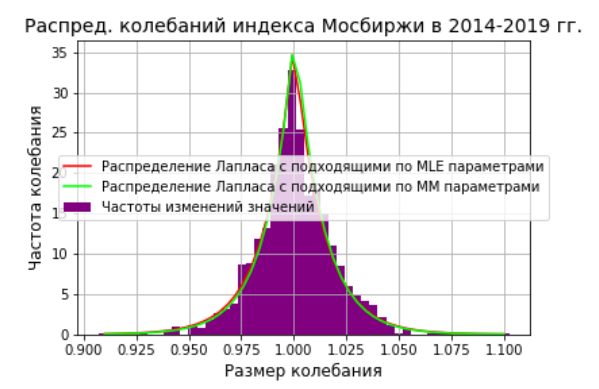 Распред. колебаний индекса Мосбиржи в 2014-2019 гг.
35
30
25
20
15
10
5
0
Частота колебания
Распределение Лапласа с подходящими по MLE параметрами
Распределение Лапласа с подходящими по ММ параметрами
Частоты изменений значений
0.900 0.925 0.950 0.975 1.000 1.025 1.050 1.075 1.100
Размер колебания